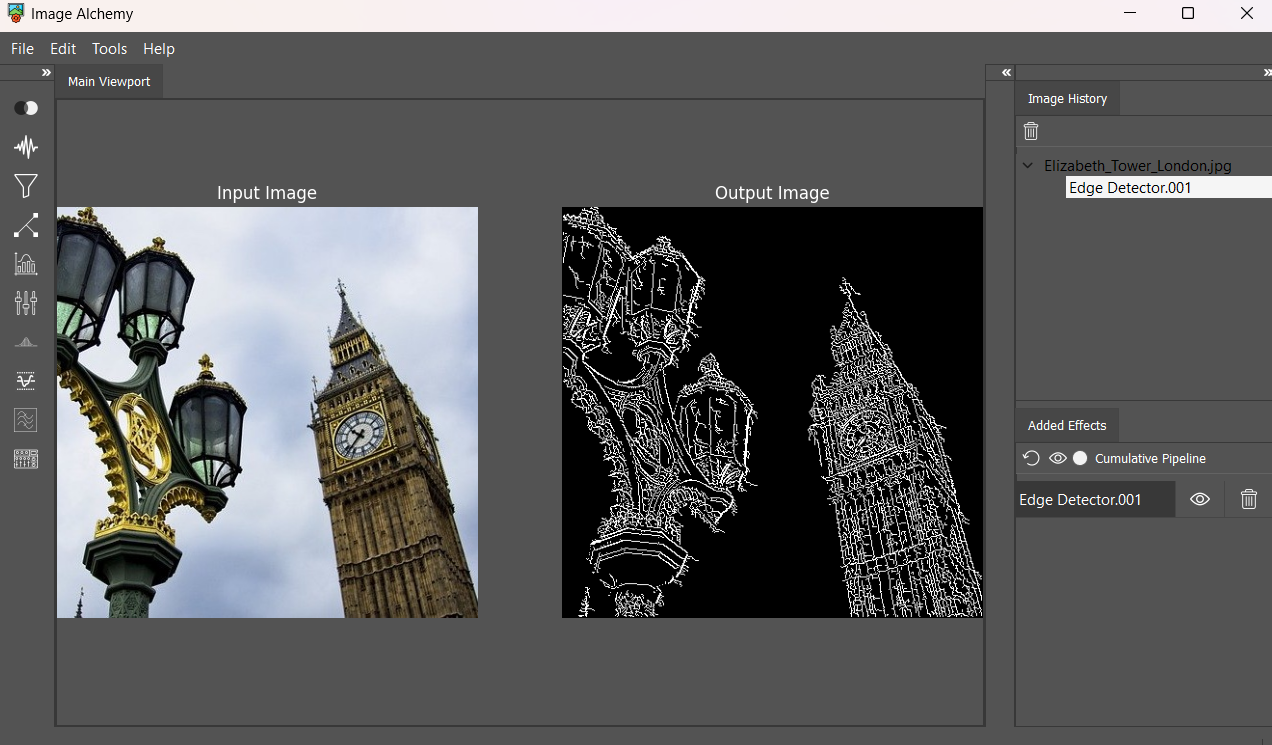 Image Alchemy
File Edit Tools Help
Main Viewport
Input Image
Output Image
Image History
Elizabeth_Tower_London.jpg
Edge Detector.001
Added Effects
Cumulative Pipeline
Edge Detector.001